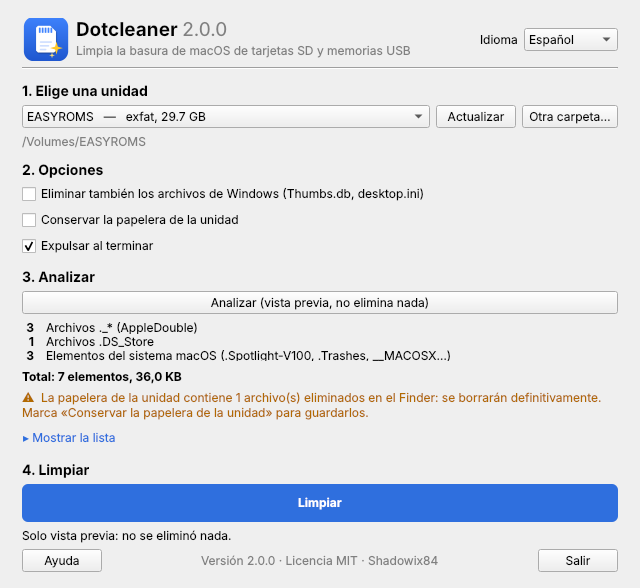 Dotcleaner 2.0.0
Limpia la basura de macOS de tarjetas SD y memorias USB
Idioma Español
1. Elige una unidad
EASYROMS — exfat, 29.7 GB
Actualizar
Otra carpeta...
/Volumes/EASYROMS
2. Opciones
Eliminar también los archivos de Windows (Thumbs.db, desktop.ini)
Conservar la papelera de la unidad
Expulsar al terminar
3. Analizar
Analizar (vista previa, no elimina nada)
3 Archivos ._* (AppleDouble)
1 Archivos .DS_Store
3 Elementos del sistema macOS (.Spotlight-V100, .Trashes, __MACOSX...)
Total: 7 elementos, 36,0 KB
⚠ La papelera de la unidad contiene 1 archivo(s) eliminados en el Finder: se borrarán definitivamente.
Marca «Conservar la papelera de la unidad» para guardarlos.
▸ Mostrar la lista
4. Limpiar
Limpiar
Solo vista previa: no se eliminó nada.
Ayuda
Versión 2.0.0 · Licencia MIT · Shadowix84
Salir